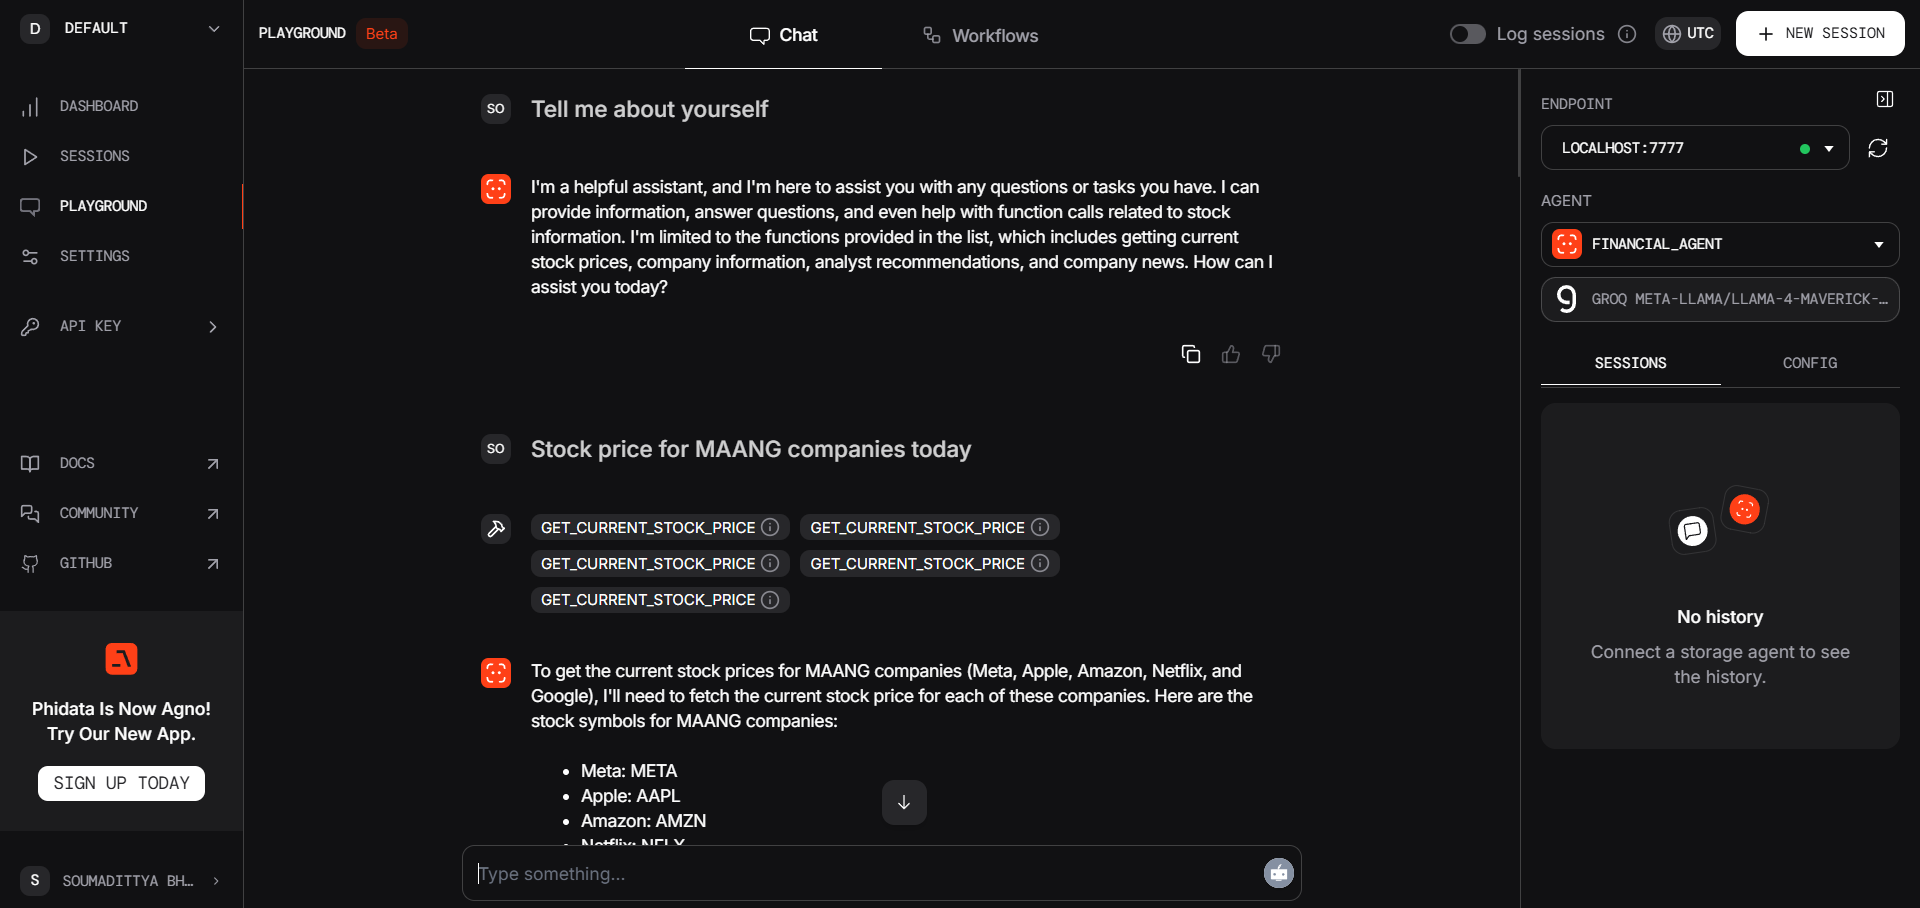 D DEFAULT
DASHBOARD
SESSIONS
PLAYGROUND
SETTINGS
API KEY
DOCS
COMMUNITY
GITHUB
Phidata Is Now Agno!
Try Our New App.
SIGN UP TODAY
S SOUMADITTYA BH...
PLAYGROUND Beta
Chat
Workflows
Log sessions
UTC
NEW SESSION
SO Tell me about yourself
I'm a helpful assistant, and I'm here to assist you with any questions or tasks you have. I can
provide information, answer questions, and even help with function calls related to stock
information. I'm limited to the functions provided in the list, which includes getting current
stock prices, company information, analyst recommendations, and company news. How can I
assist you today?
SO Stock price for MAANG companies today
GET_CURRENT_STOCK_PRICE GET_CURRENT_STOCK_PRICE
GET_CURRENT_STOCK_PRICE GET_CURRENT_STOCK_PRICE
GET_CURRENT_STOCK_PRICE
To get the current stock prices for MAANG companies (Meta, Apple, Amazon, Netflix, and
Google), I'll need to fetch the current stock price for each of these companies. Here are the
stock symbols for MAANG companies:
• Meta: META
• Apple: AAPL
• Amazon: AMZN
• Netflix: NFLX
Type something...
ENDPOINT
LOCALHOST:7777
AGENT
FINANCIAL_AGENT
GROQ META-LLAMA/LLAMA-4-MAVERICK-...
SESSIONS CONFIG
No history
Connect a storage agent to see
the history.